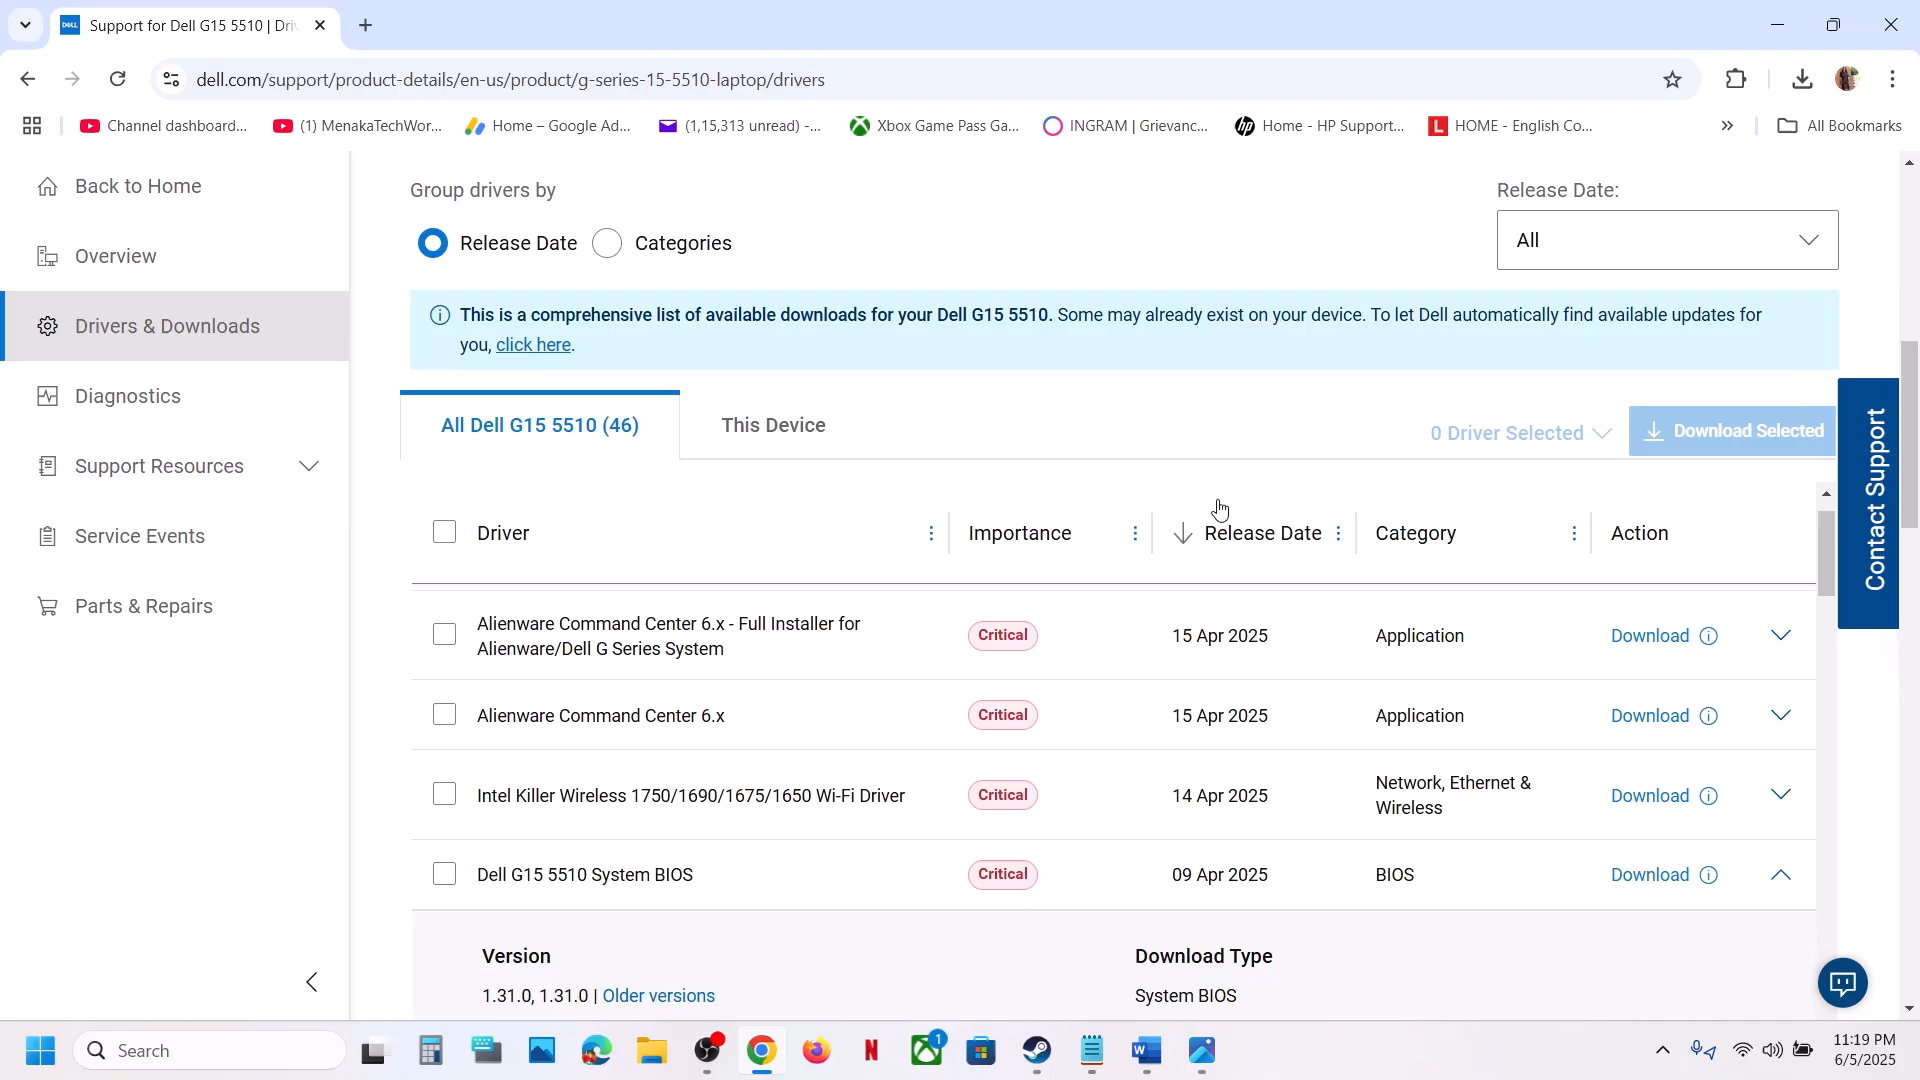 Support for Dell G15 5510 | Dri
dell.com/support/product-details/en-us/product/g-series-15-5510-laptop/drivers
Channel dashboard...
(1) MenakaTechWor...
Home – Google Ad...
(1,15,313 unread) -...
Xbox Game Pass Ga...
INGRAM | Grievanc...
Home - HP Support...
HOME - English Co...
All Bookmarks
Back to Home
Overview
Drivers & Downloads
Diagnostics
Support Resources
Service Events
Parts & Repairs
Group drivers by
Release Date
Categories
Release Date:
All
This is a comprehensive list of available downloads for your Dell G15 5510. Some may already exist on your device. To let Dell automatically find available updates for
you, click here.
All Dell G15 5510 (46)
This Device
0 Driver Selected
Download Selected
Contact Support
Driver Importance Release Date Category Action
Alienware Command Center 6.x - Full Installer for
Alienware/Dell G Series System
Critical
15 Apr 2025
Application
Download
Alienware Command Center 6.x
Critical
15 Apr 2025
Application
Download
Intel Killer Wireless 1750/1690/1675/1650 Wi-Fi Driver
Critical
14 Apr 2025
Network, Ethernet &
Wireless
Download
Dell G15 5510 System BIOS
Critical
09 Apr 2025
BIOS
Download
Version
1.31.0, 1.31.0 | Older versions
Download Type
System BIOS
Search
1
11:19 PM
6/5/2025